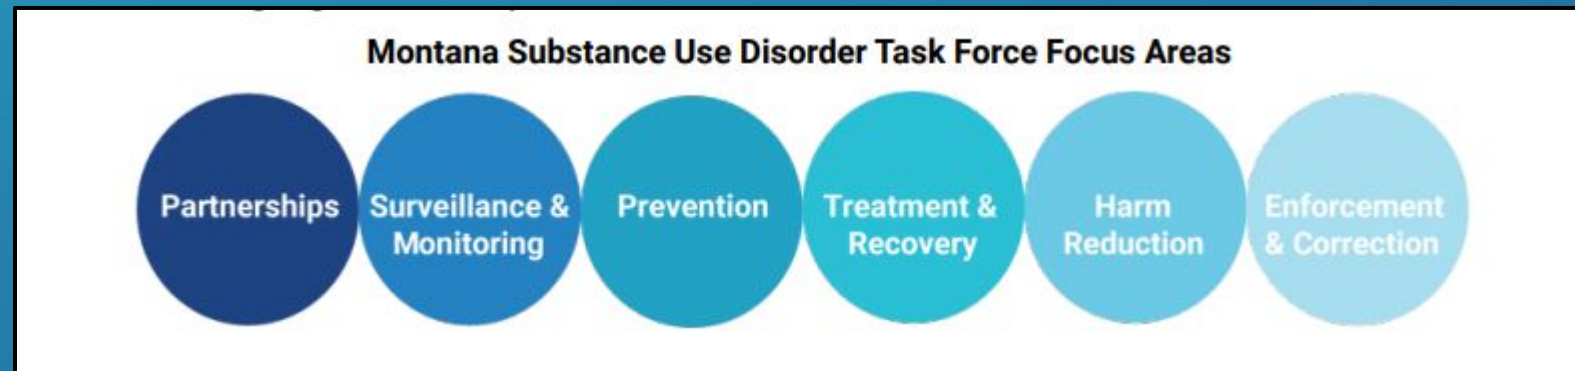 Montana Substance Use Disorder Task Force Focus Areas
Partnerships
Surveillance &
Monitoring
Prevention
Treatment &
Recovery
Harm
Reduction
Enforcement
& Correction